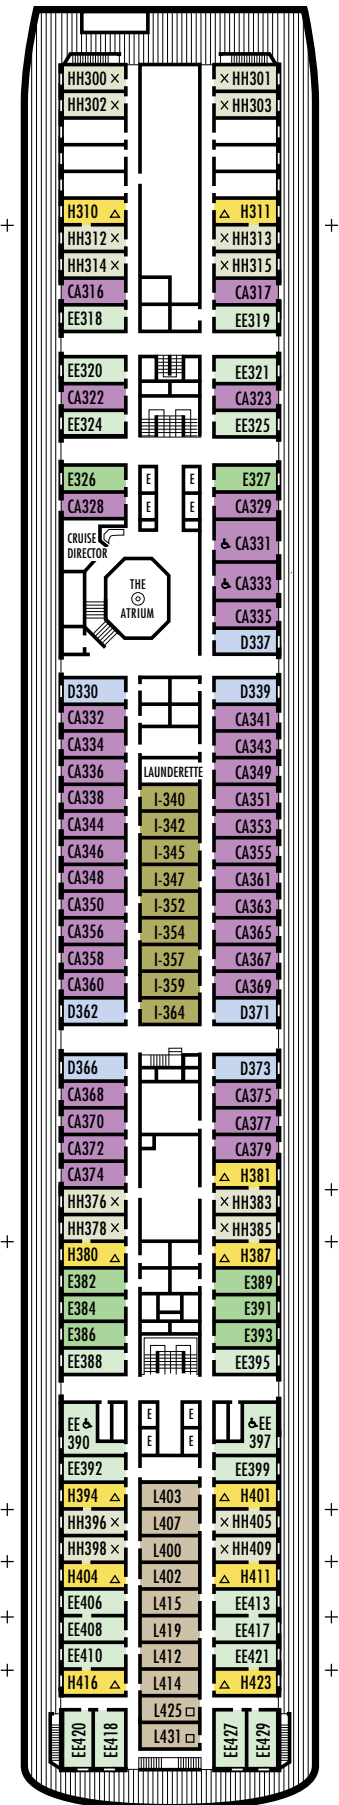 HH300 × × HH301
HH302 × × HH303
H310 △ △ H311
HH312 × × HH313
HH314 × × HH315
CA316 CA317
EE318 EE319
EE320 EE321
CA322 CA323
EE324 EE325
E326 E E E327
CA328 E E CA329
CRUISE
DIRECTOR
CA331
CA333
THE
ATRIUM
CA335
D337
D330 D339
CA332 CA341
CA334 CA343
CA336 LAUNDERETTE CA349
CA338 I-340 CA351
CA344 I-342 CA353
CA346 I-345 CA355
CA348 I-347 CA361
CA350 I-352 CA363
CA356 I-354 CA365
CA358 I-357 CA367
CA360 I-359 CA369
D362 I-364 D371
D366 D373
CA368 CA375
CA370 CA377
CA372 CA379
CA374 △ H381
HH376 × × HH383
HH378 × × HH385
H380 △ △ H387
E382 E389
E384 E391
E386 E393
EE388 EE395
EE E E EE
390 E E 397
EE392 EE399
H394 △ L403 △ H401
HH396 × L407 × HH405
HH398 × L400 × HH409
H404 △ L402 △ H411
EE406 L415 EE413
EE408 L419 EE417
EE410 L412 EE421
H416 △ L414 △ H423
L425 □
L431 □
EE420 EE418 EE427 EE429